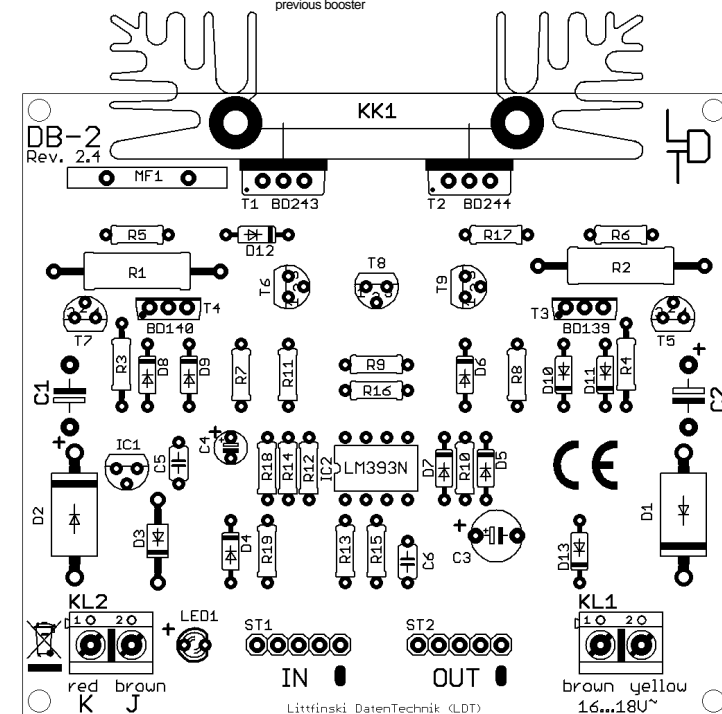 previous booster
KK1
DB-2
Rev. 2.4
MF1
T1 BD243
T2 BD244
R5
D12
R17
R6
R1
T6
T8
T9
R2
T7
T4
BD140
T3
BD139
T5
C1
R3
D8
D9
R7
R11
R9
R16
D6
R8
D10
D11
R4
C2
IC1
C5
C4
R18
R14
R12
IC2
LM393N
D7
R10
D5
CE
D2
D3
D4
R19
R13
R15
C6
C3
D13
D1
KL2
1 2
LED1
ST1
ST2
KL1
1 2
IN
OUT
red brown
K J
brown yellow
16...18V~
Littfinski DatenTechnik (LDT)